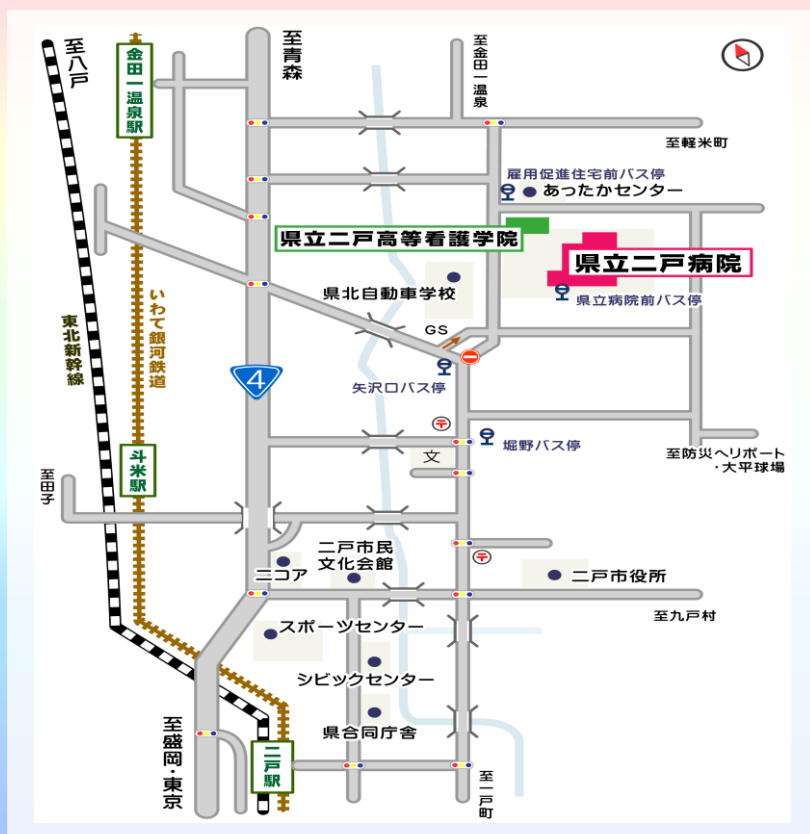 至八戸
金田一温泉駅
至青森
至金田一温泉
至軽米町
雇用促進住宅前バス停
あったかセンター
県立二戸高等看護学院
県立二戸病院
県北自動車学校
県立病院前バス停
GS
いわて銀河鉄道
東北新幹線
4
矢沢口バス停
〒
堀野バス停
文
至防災ヘリポート
・大平球場
斗米駅
至田子
〒
二戸市民
文化会館
ニコア
二戸市役所
至九戸村
スポーツセンター
シビックセンター
県合同庁舎
至盛岡・東京
二戸駅
至一戸町